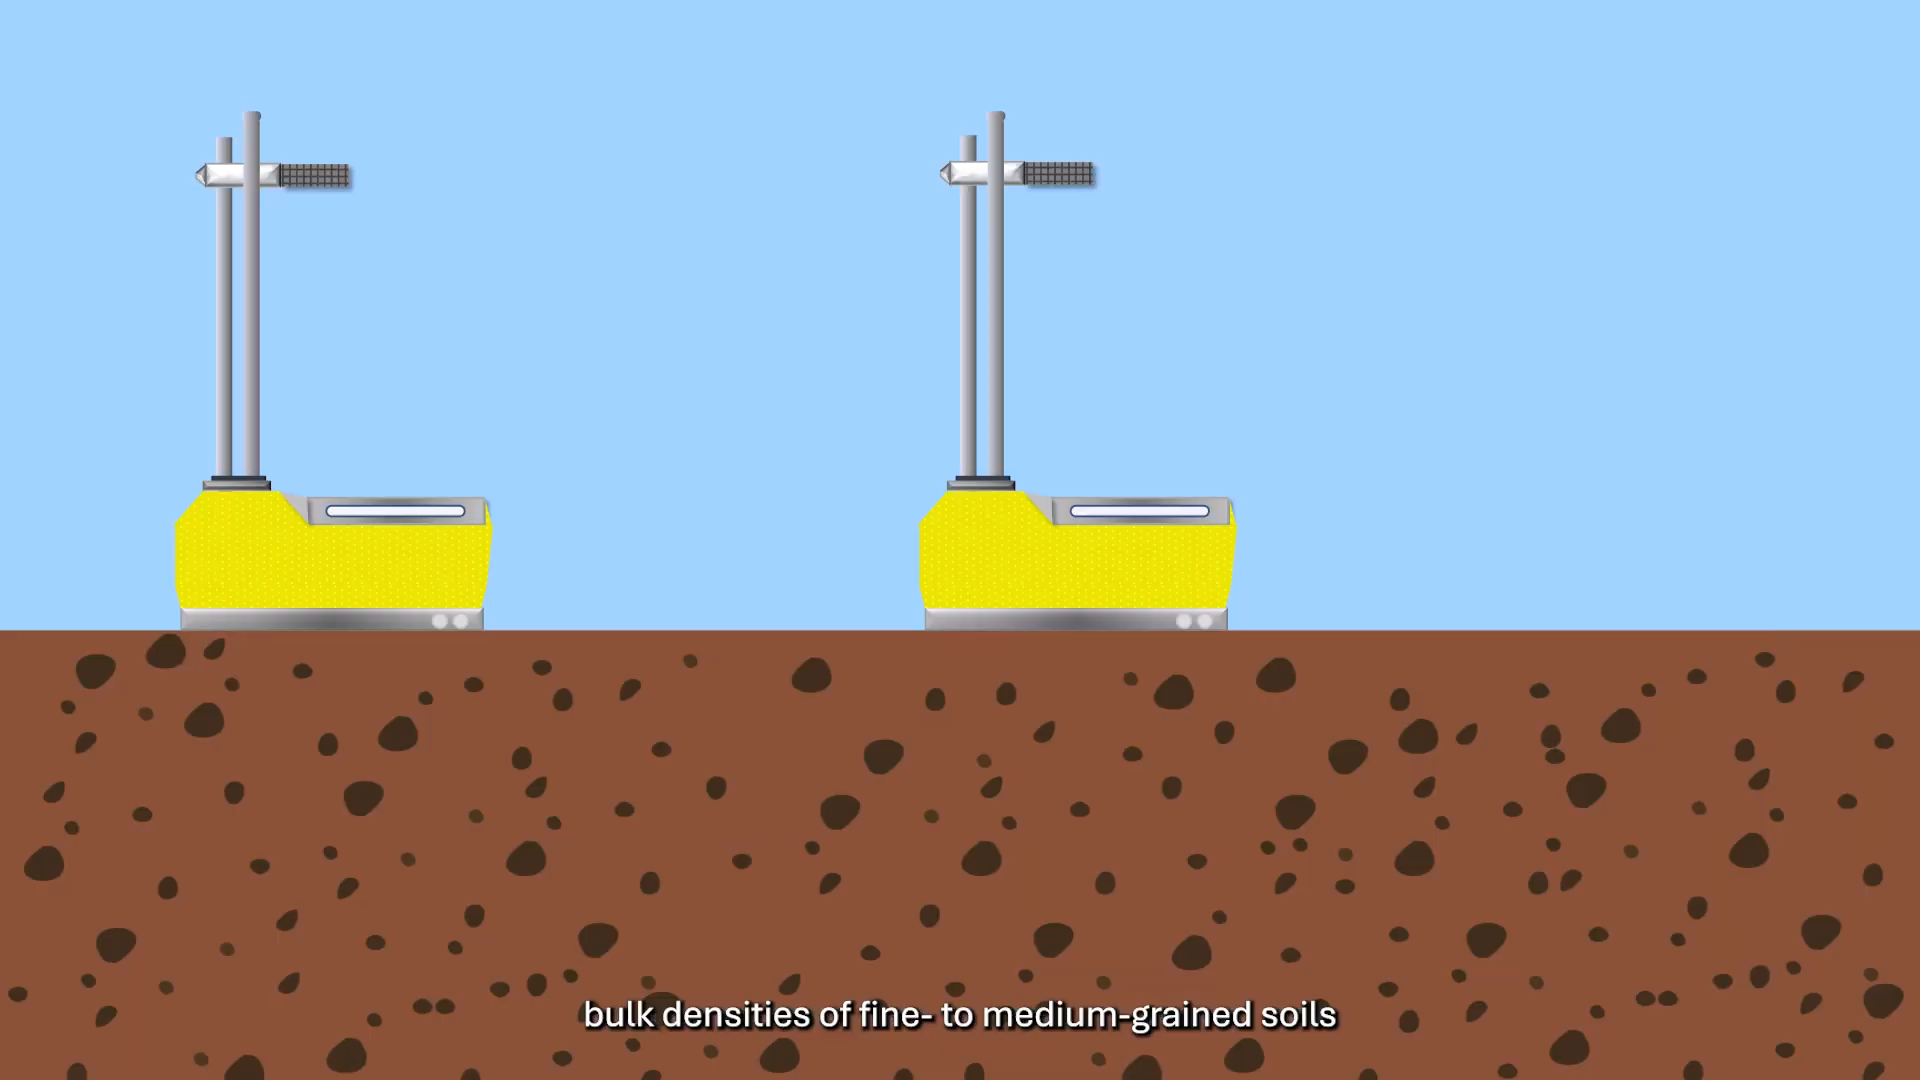 bulk densities of fine- to medium-grained soils